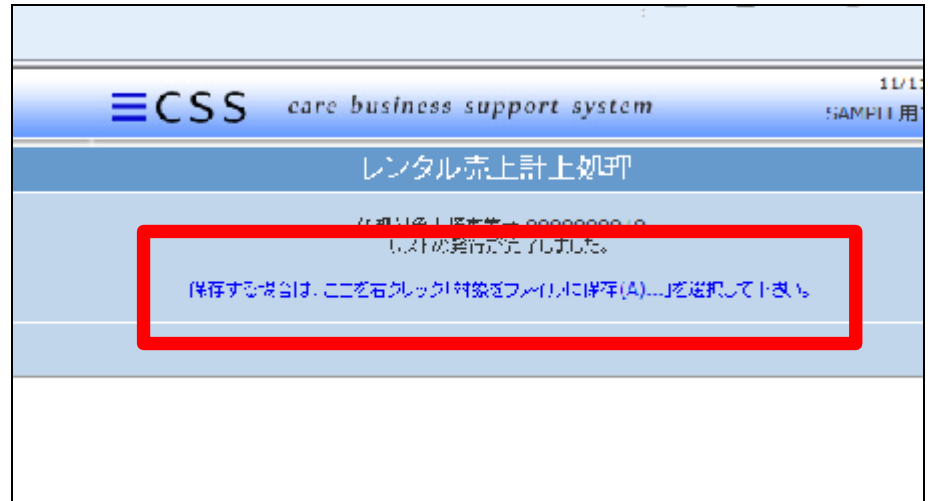 CSS care business support system
11/1
SAMPLE用
レンタル売上計上処理
リストの発行が完了しました。
保存する場合は、ここを右クリック「対象をファイルに保存(A)...」を選択して下さい。